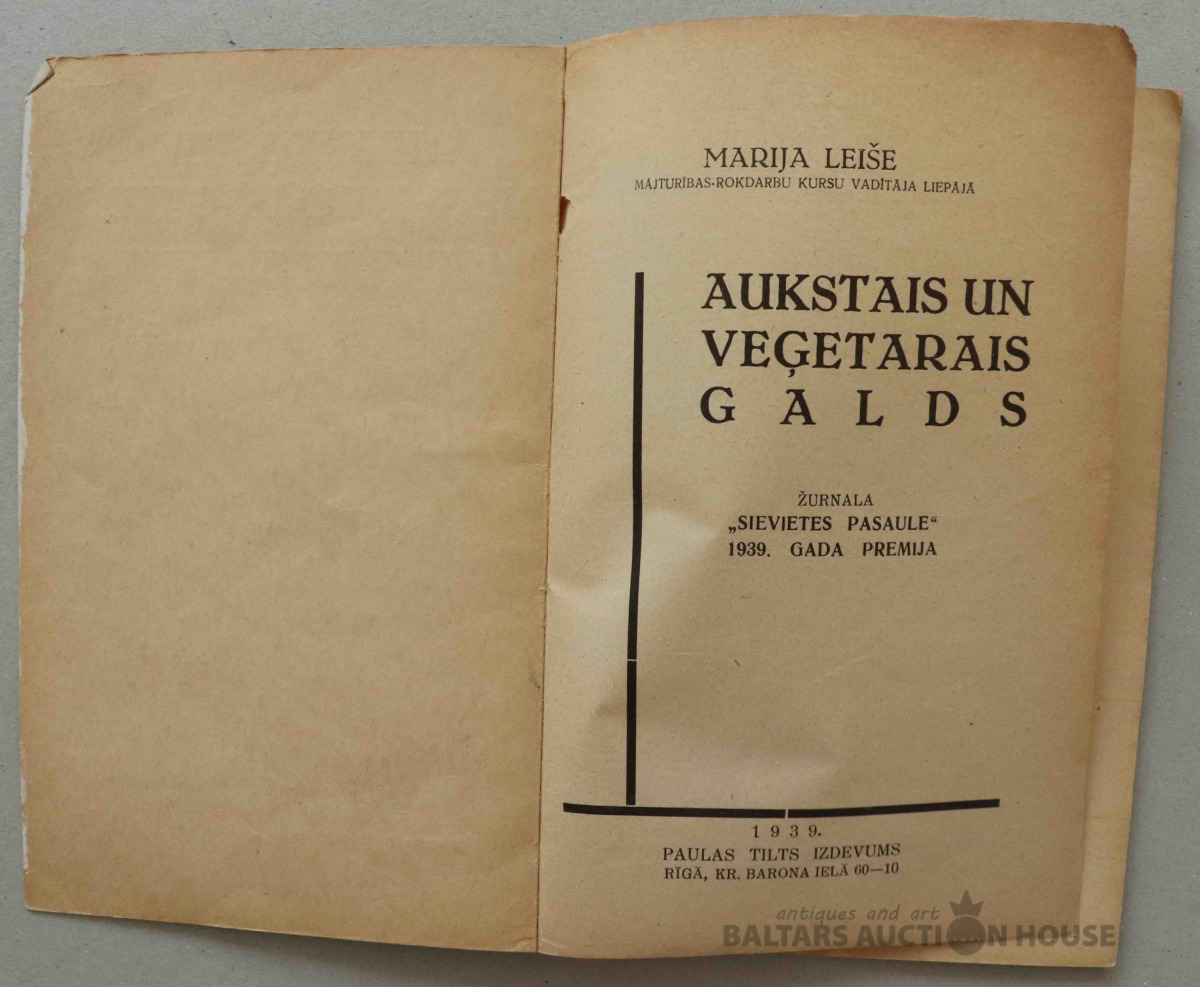 MARIJA LEIŠE
MĀJTURĪBAS-ROKDARBU KURSU VADĪTĀJA LIEPĀJĀ
AUKSTAIS UN
VEĢETARAIS
GALDS
ŽURNALA
„SIEVIETES PASAULE“
1939. GADA PREMIJA
1939.
PAULAS TILTS IZDEVUMS
RĪGĀ, KR. BARONA IELĀ 60—10
antiques and art
BALTARS AUCTION HOUSE